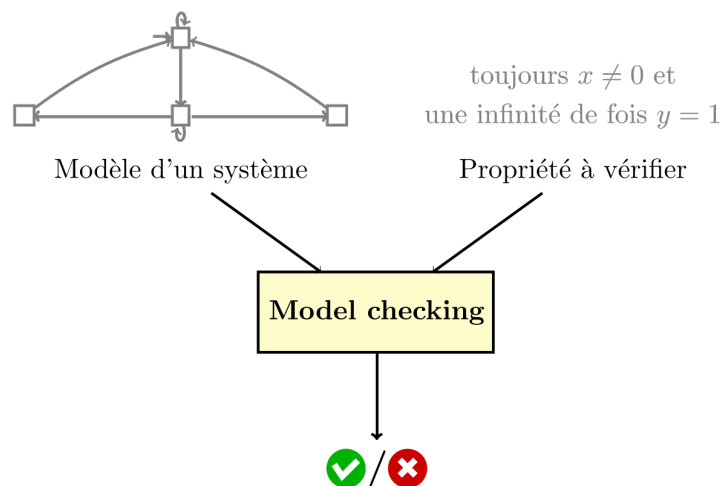 toujours x ≠ 0 et
une infinité de fois y = 1
Modèle d'un système
Propriété à vérifier
Model checking
/